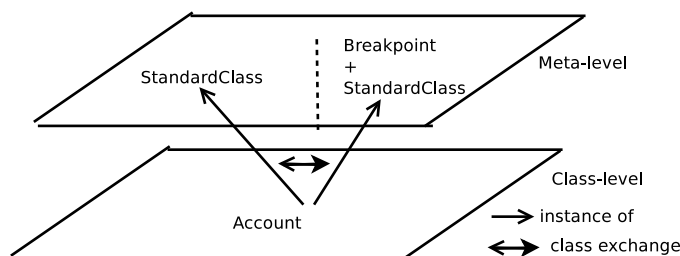 Breakpoint
+
StandardClass
StandardClass
Meta-level
Class-level
Account
instance of
class exchange